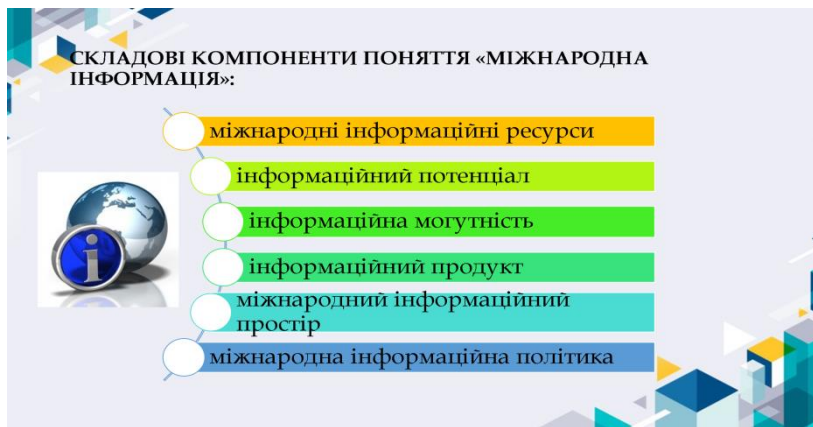 СКЛАДОВІ КОМПОНЕНТИ ПОНЯТТЯ «МІЖНАРОДНА
ІНФОРМАЦІЯ»:
міжнародні інформаційні ресурси
інформаційний потенціал
інформаційна могутність
інформаційний продукт
міжнародний інформаційний
простір
міжнародна інформаційна політика